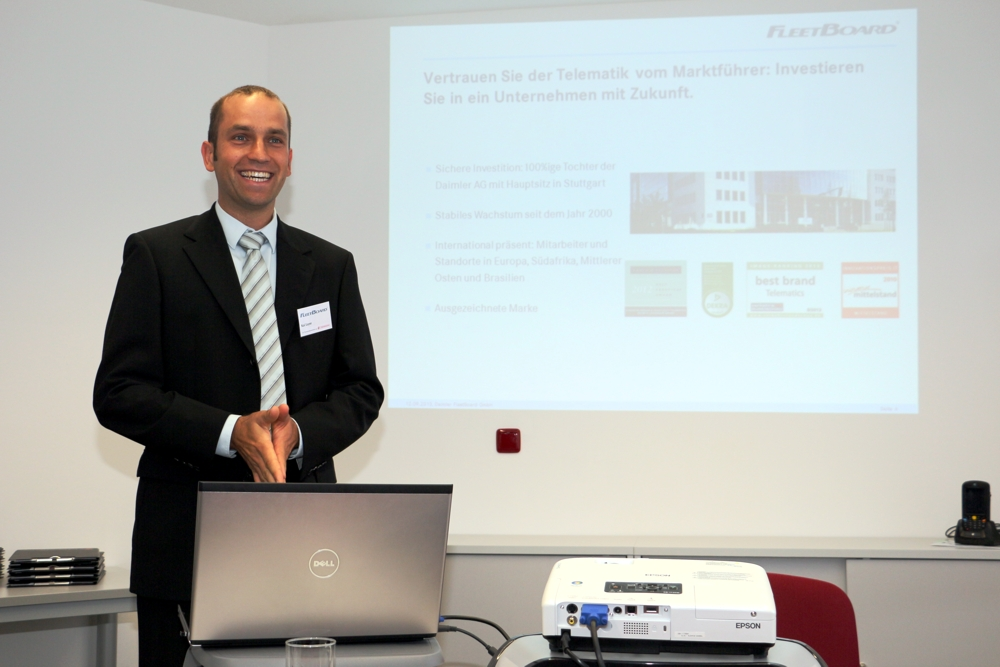 FLEETBOARD
Vertrauen Sie der Telematik vom Marktführer: Investieren
Sie in ein Unternehmen mit Zukunft.
Sichere Investition: 100%ige Tochter der
Daimler AG mit Hauptsitz in Stuttgart
Stabiles Wachstum seit dem Jahr 2000
International präsent: Mitarbeiter und
Standorte in Europa, Südafrika, Mittlerer
Osten und Brasilien
Ausgezeichnete Marke
best brand
Telematics
mittelstand
FLEETBOARD
DELL
EPSON
EPSON